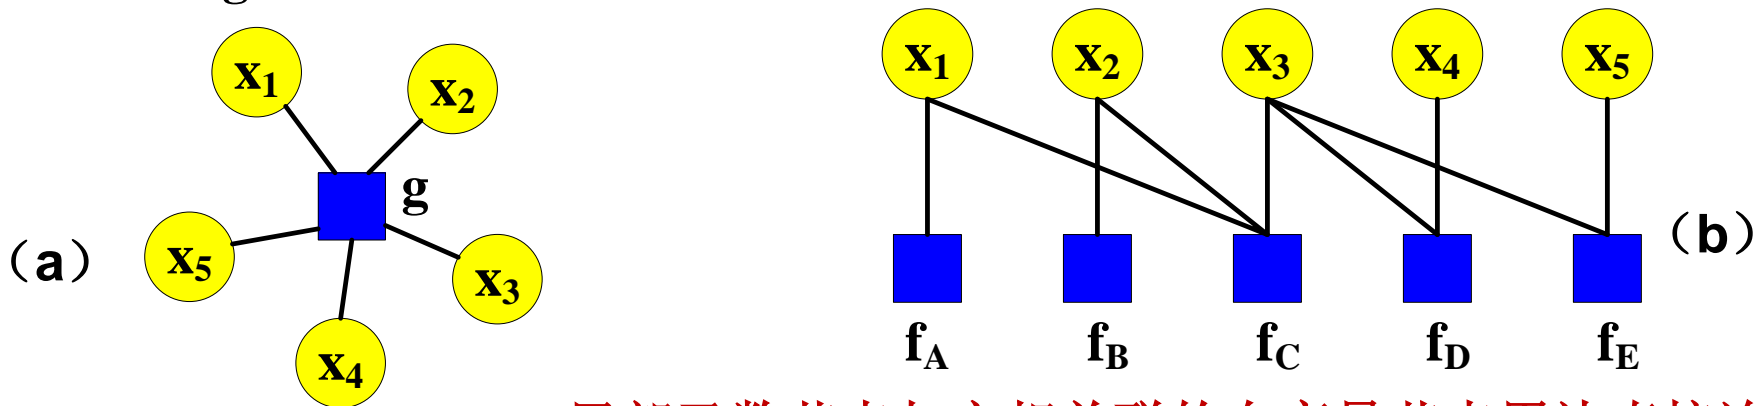 g
x1
x2
g
x5
x3
x4
（a）
x1 x2 x3 x4 x5
（b）
fA fB fC fD fE